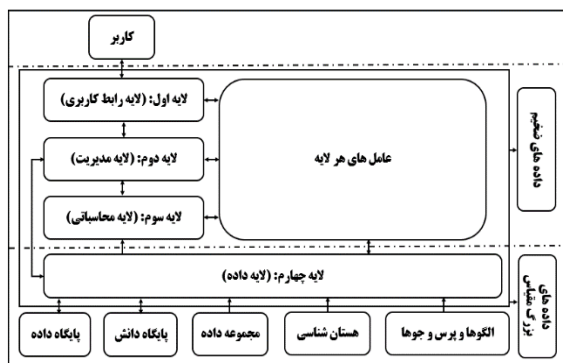 کاربر
لایه اول: (لایه رابط کاربری)
لایه دوم: (لایه مدیریت)
لایه سوم: (لایه محاسباتی)
عامل های هر لایه
داده های ضخیم
لایه چهارم: (لایه داده)
داده های
بزرگ مقیاس
الگوها و پرس و جوها
هستان شناسی
مجموعه داده
پایگاه دانش
پایگاه داده